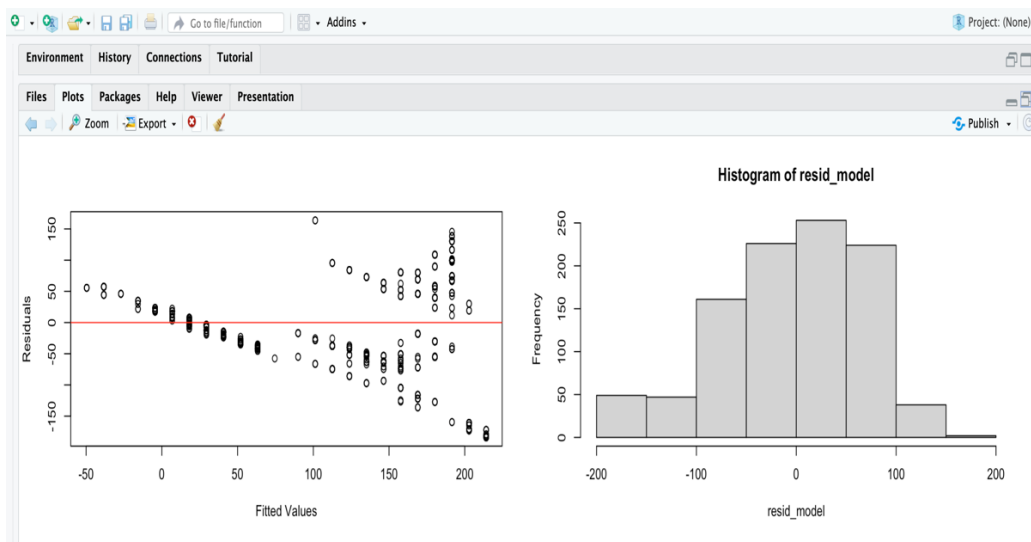 Go to file/function Addins Project: (None)
Environment History Connections Tutorial
Files Plots Packages Help Viewer Presentation
Zoom Export Publish
Histogram of resid_model
Residuals
150
50
0
-50
-150
-50 0 50 100 150 200
Fitted Values
Frequency
250
200
150
100
50
0
-200 -100 0 100 200
resid_model